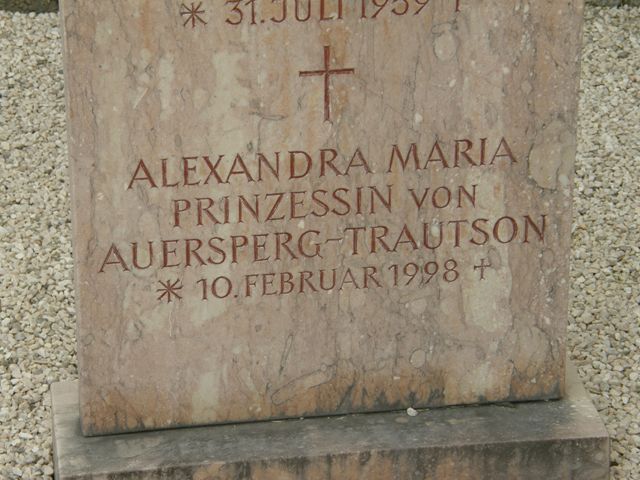 * 31. JULI 1959 †
ALEXANDRA MARIA
PRINZESSIN VON
AUERSPERG-TRAUTSON
* 10. FEBRUAR 1998 †